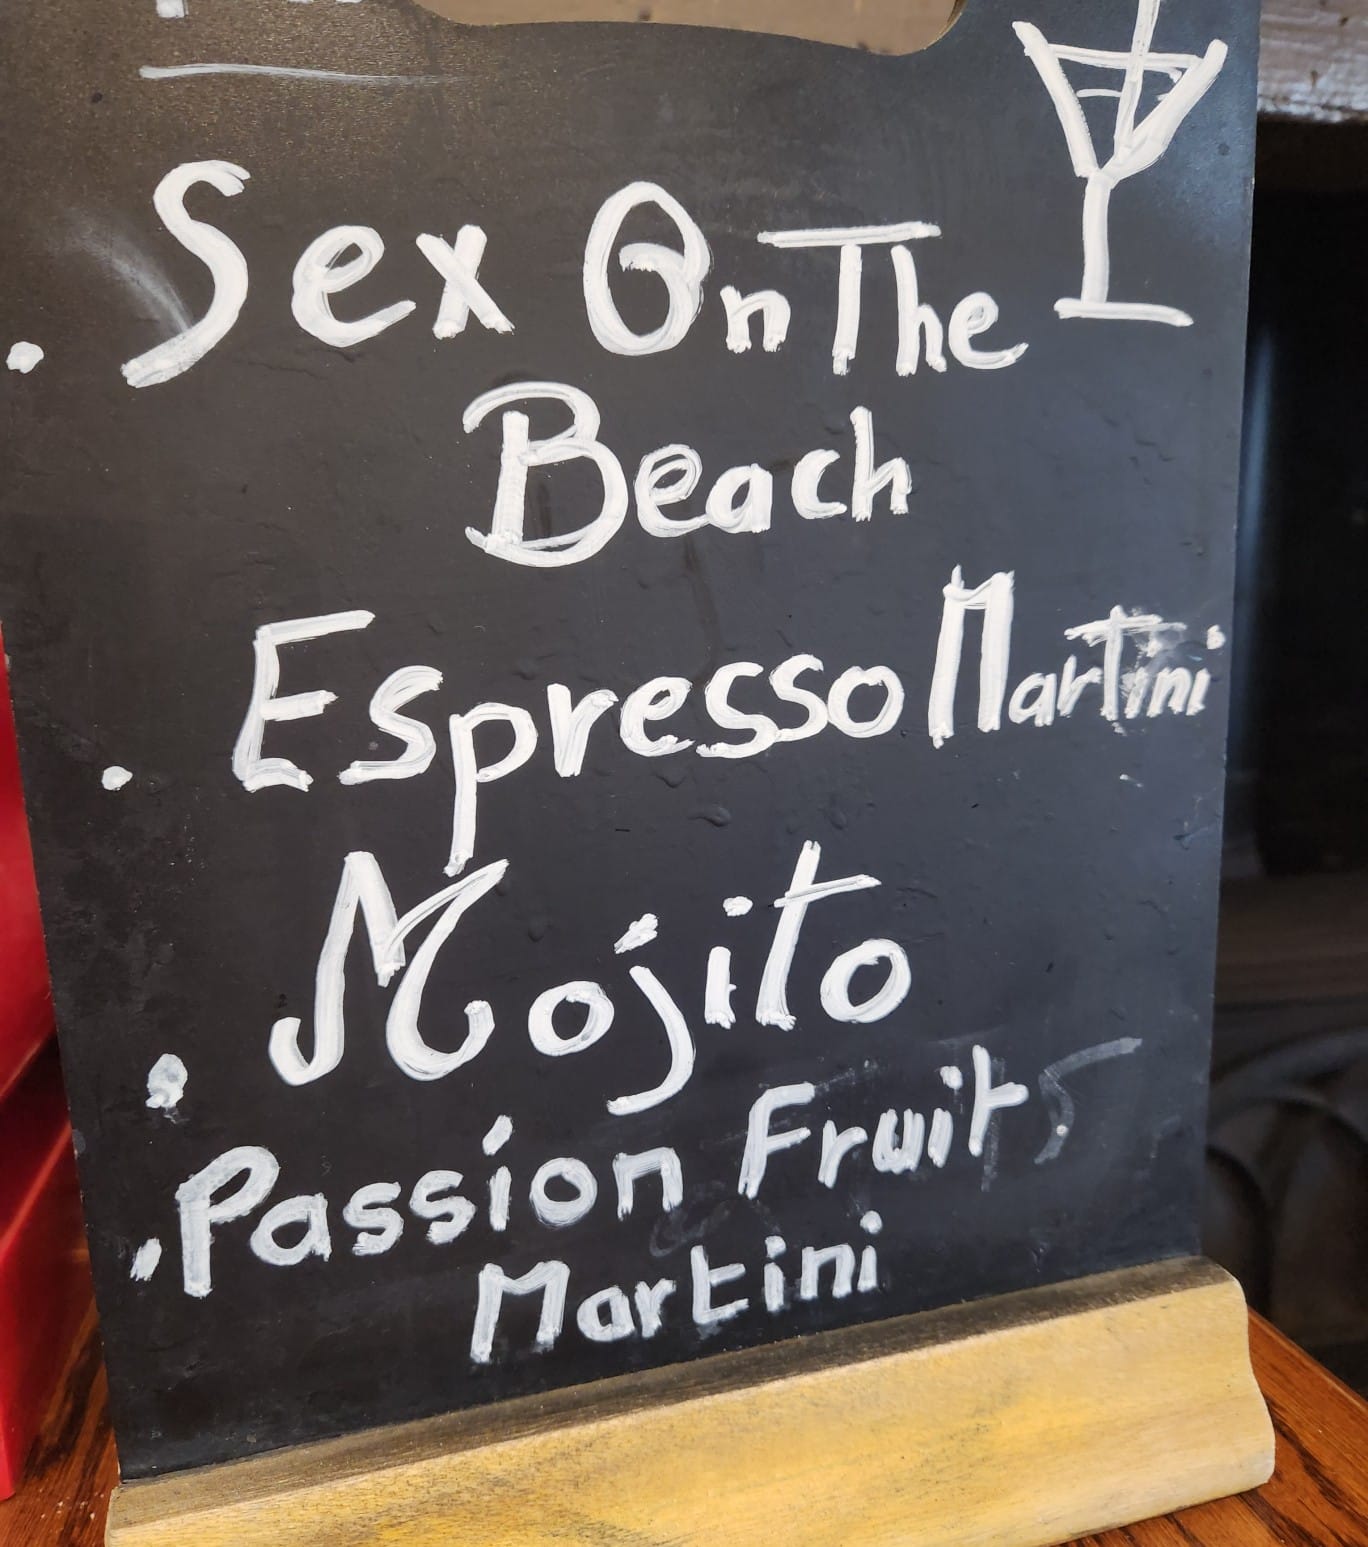 . Sex On The
Beach
. Espresso Martini
. Mojito
. Passion Fruit
Martini